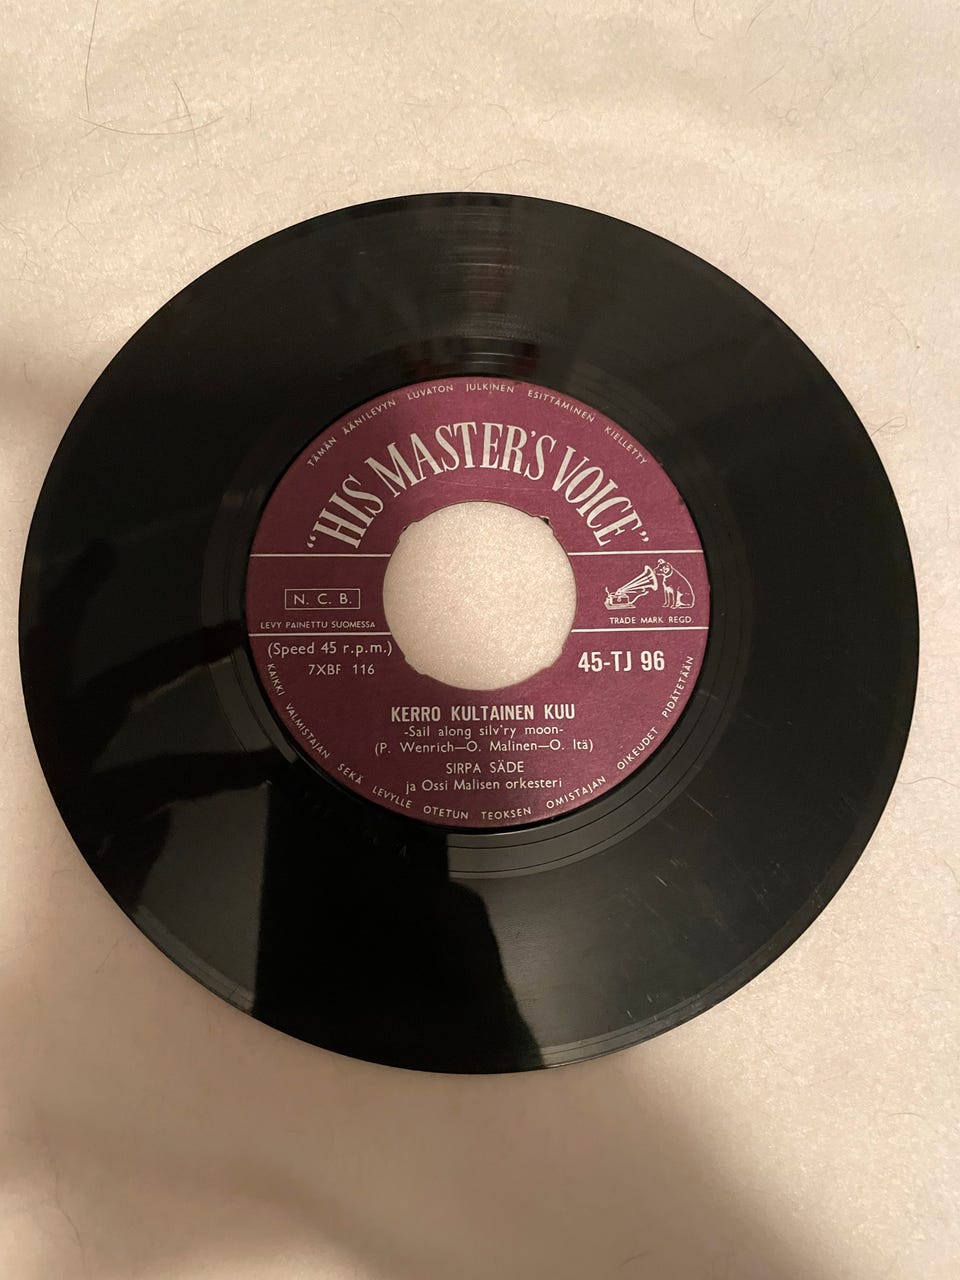 TÄMÄN ÄÄNILEVYN LUVATON JULKINEN ESITTÄMINEN KIELLETTY
"HIS MASTER'S VOICE"
N. C. B.
LEVY PAINETTU SUOMESSA
TRADE MARK REGD.
(Speed 45 r.p.m.)
7XBF 116
45-TJ 96
KERRO KULTAINEN KUU
-Sail along silv'ry moon-
(P. Wenrich—O. Malinen—O. Itä)
SIRPA SÄDE
ja Ossi Malisen orkesteri
KAIKKI VALMISTAJAN SEKÄ LEVYLLE OTETUN TEOKSEN OMISTAJAN OIKEUDET PIDÄTETÄÄN